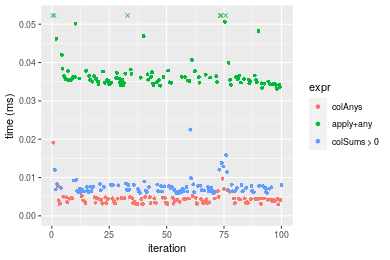 0.05
0.04
0.03
0.02
0.01
0.00
time (ms)
0
25
50
75
100
iteration
expr
colAnys
apply+any
colSums > 0